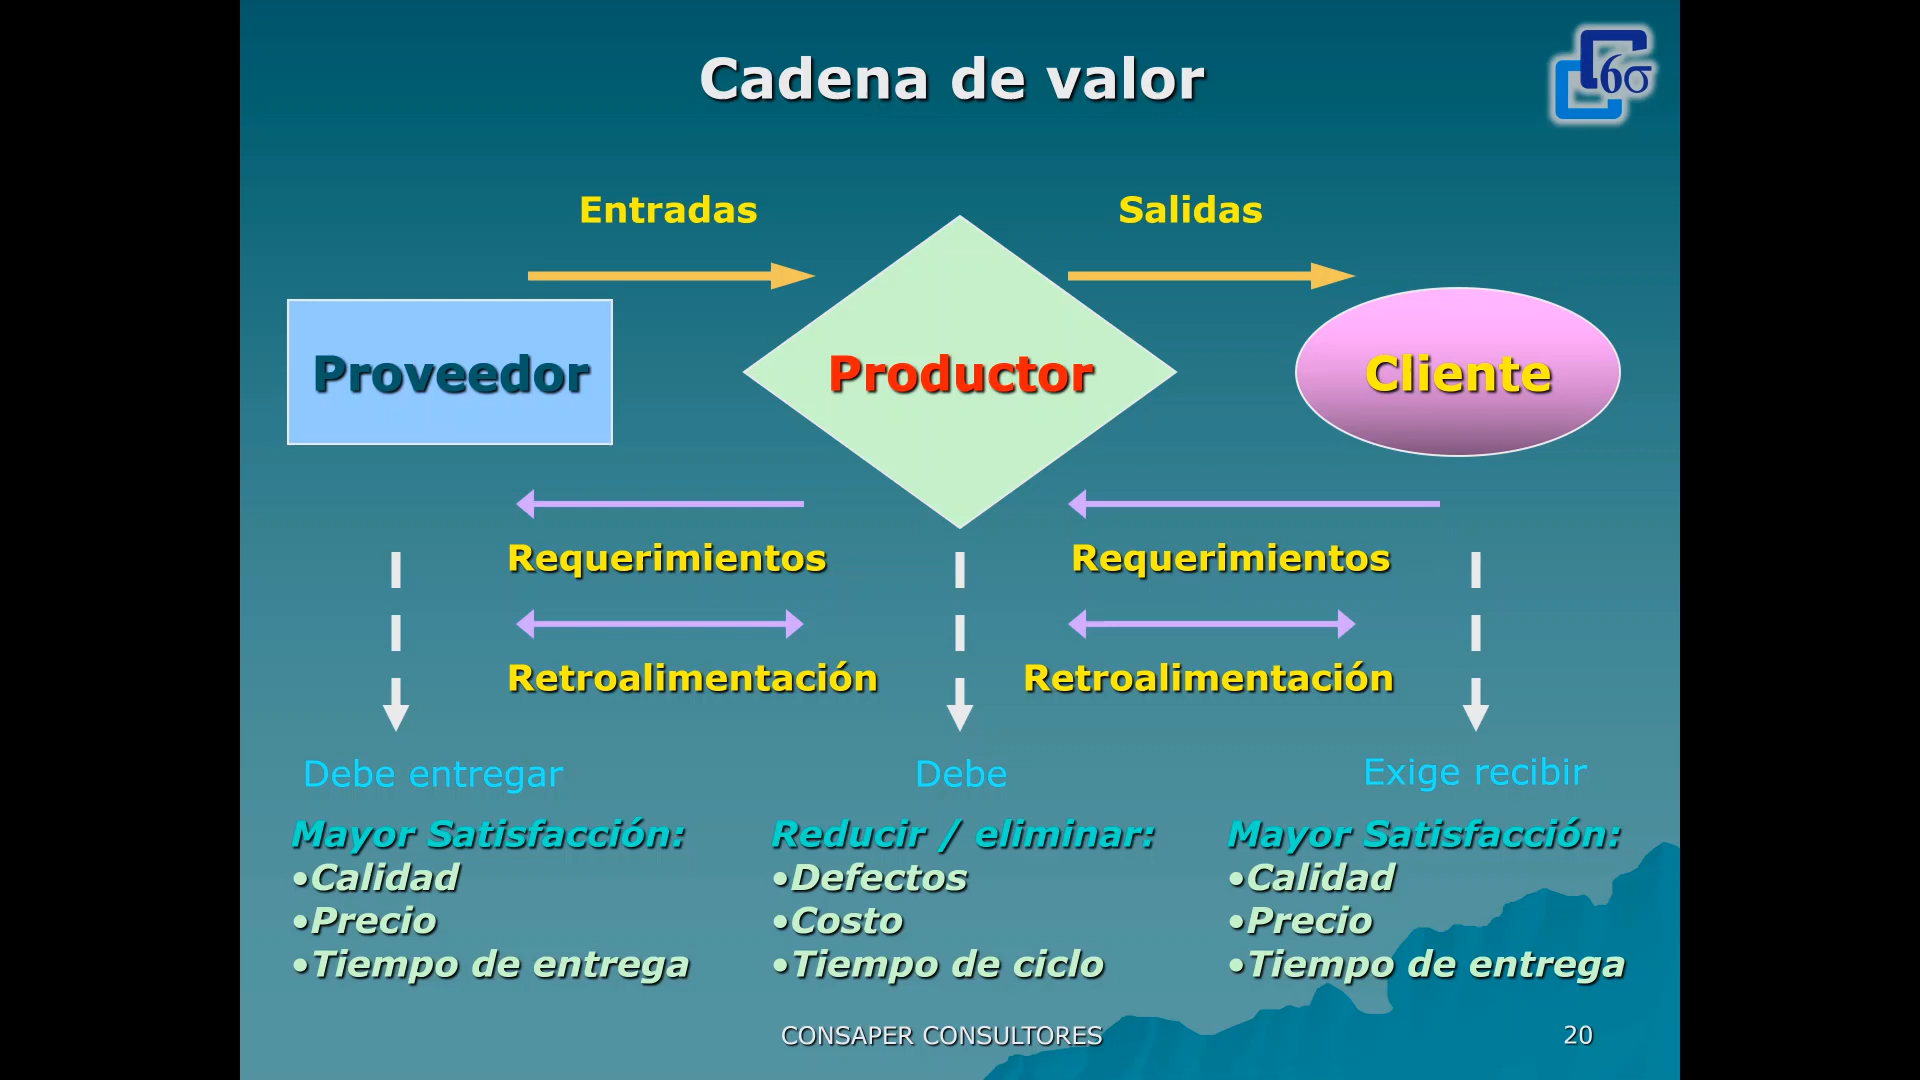 Cadena de valor
6σ
Entradas
Salidas
Proveedor
Productor
Cliente
Requerimientos
Requerimientos
Retroalimentación
Retroalimentación
Debe entregar
Mayor Satisfacción:
•Calidad
•Precio
•Tiempo de entrega
Debe
Reducir / eliminar:
•Defectos
•Costo
•Tiempo de ciclo
Exige recibir
Mayor Satisfacción:
•Calidad
•Precio
•Tiempo de entrega
CONSAPER CONSULTORES
20